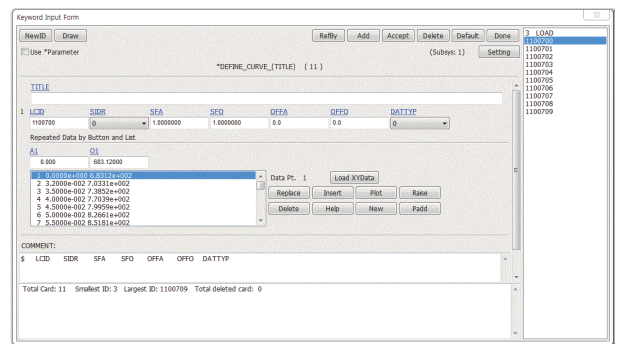 Keyword Input Form
NewID Draw RefBy Add Accept Delete Default Done
Use *Parameter (Subsys: 1) Setting
*DEFINE_CURVE_(TITLE) (11)
TITLE
1 LCID SIDR SFA SFO OFFA OFFO DATTYP
1100700 0 1.0000000 1.0000000 0.0 0.0 0
Repeated Data by Button and List
A1 O1
0.000 683.12000
1 0.0000e+000 6.8312e+002
2 3.2000e-002 7.0331e+002
3 3.5000e-002 7.3852e+002
4 4.0000e-002 7.7039e+002
5 4.5000e-002 7.9959e+002
6 5.0000e-002 8.2661e+002
7 5.5000e-002 8.5181e+002
Data Pt. 1 Load XYData
Replace Insert Plot Raise
Delete Help New Padd
COMMENT:
$ LCID SIDR SFA SFO OFFA OFFO DATTYP
Total Card: 11 Smallest ID: 3 Largest ID: 1100709 Total deleted card: 0
3 LOAD
1100700
1100701
1100702
1100703
1100704
1100705
1100706
1100707
1100708
1100709